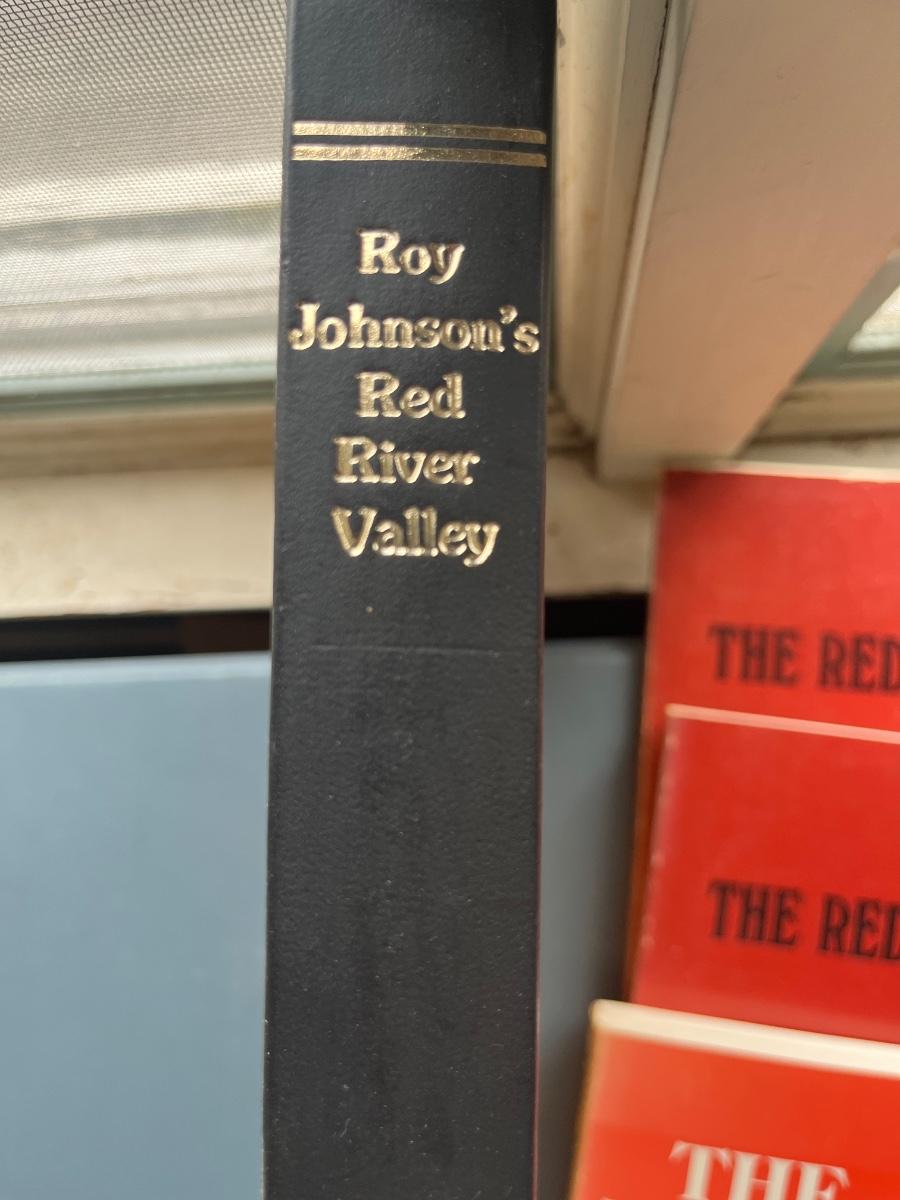 Roy
Johnson's
Red
River
Valley
THE RED
THE RED
THE